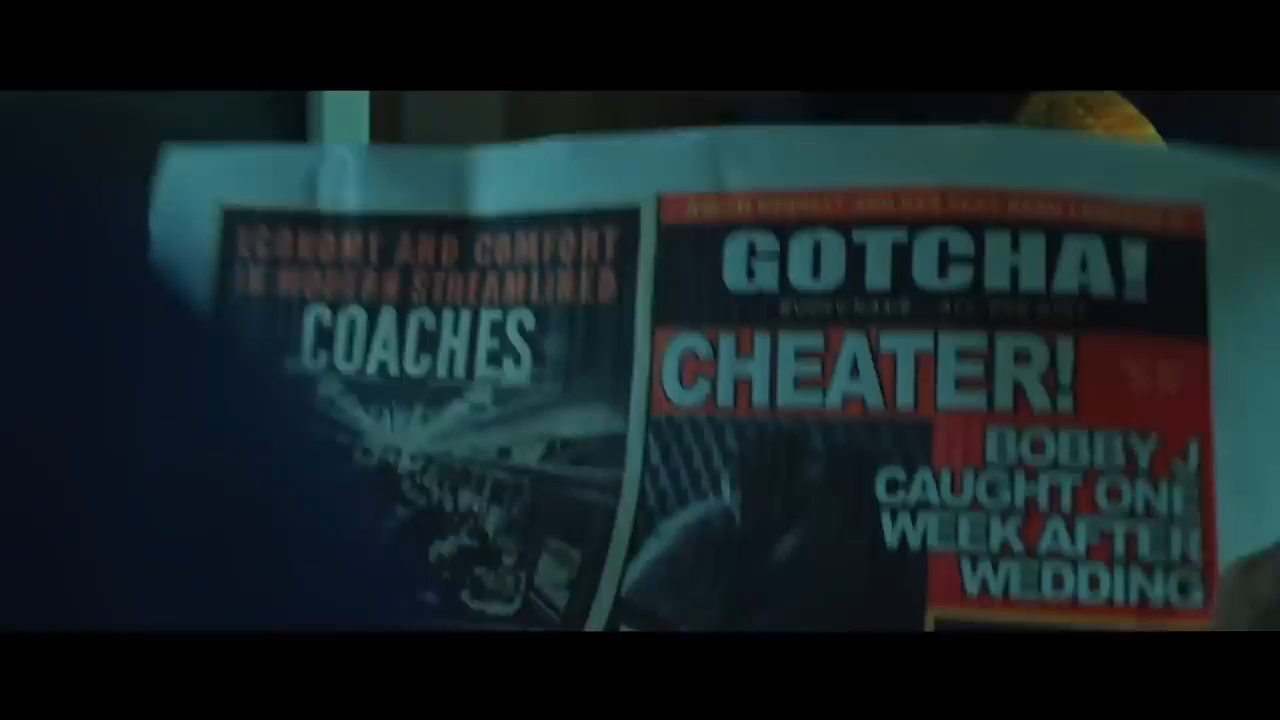 ECONOMY AND COMFORT
IN MODERN STREAMLINED
COACHES
GOTCHA!
CHEATER!
BOBBY J
CAUGHT ONE
WEEK AFTER
WEDDING